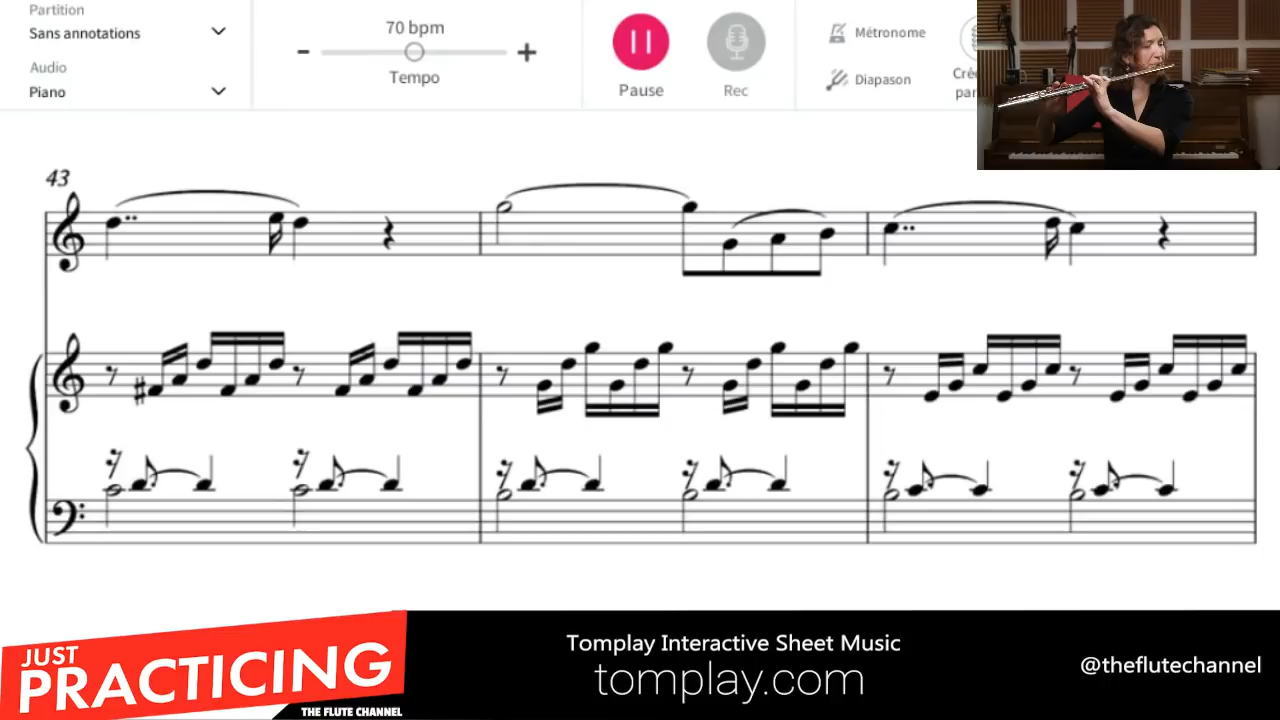 Partition
Sans annotations
Audio
Piano
70 bpm
- +
Tempo
Pause
Rec
Métronome
Diapason
43
JUST
PRACTICING
THE FLUTE CHANNEL
Tomplay Interactive Sheet Music
tomplay.com
@theflutechannel